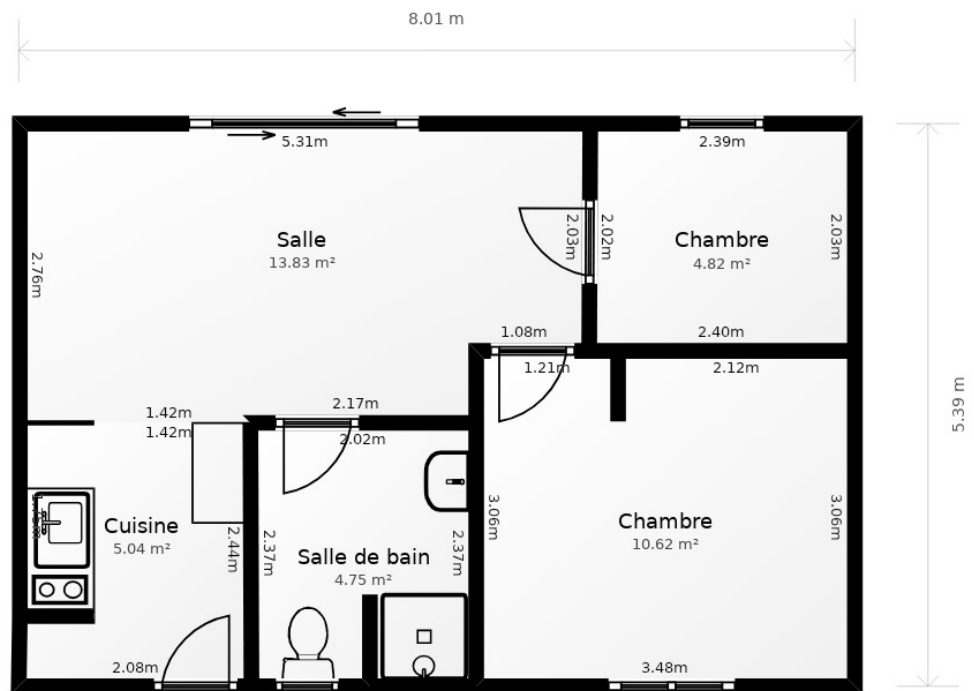 8.01 m
5.31m
2.39m
Salle
13.83 m²
2.03m
2.02m
Chambre
4.82 m²
2.03m
2.76m
5.39 m
1.08m
2.40m
1.21m
2.12m
2.17m
1.42m
1.42m
2.02m
3.06m
3.06m
Cuisine
5.04 m²
2.44m
2.37m
Salle de bain
4.75 m²
2.37m
Chambre
10.62 m²
2.08m
3.48m